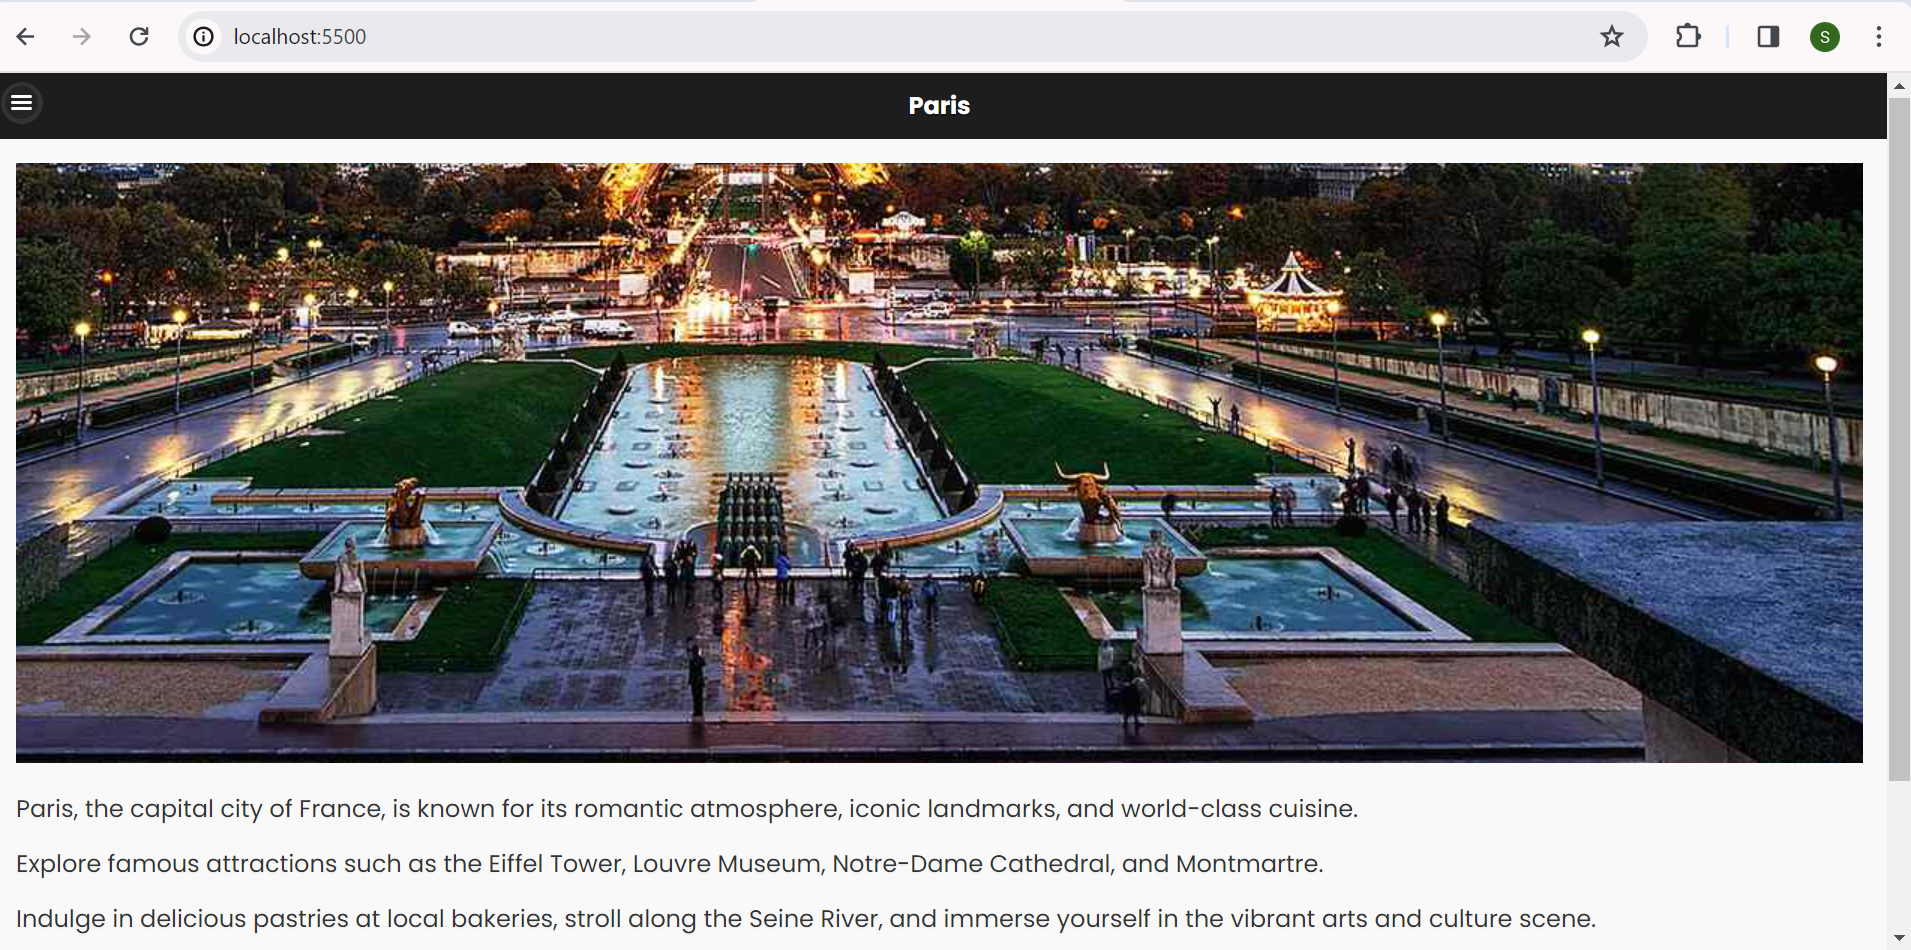 localhost:5500
S
Paris
Paris, the capital city of France, is known for its romantic atmosphere, iconic landmarks, and world-class cuisine.
Explore famous attractions such as the Eiffel Tower, Louvre Museum, Notre-Dame Cathedral, and Montmartre.
Indulge in delicious pastries at local bakeries, stroll along the Seine River, and immerse yourself in the vibrant arts and culture scene.